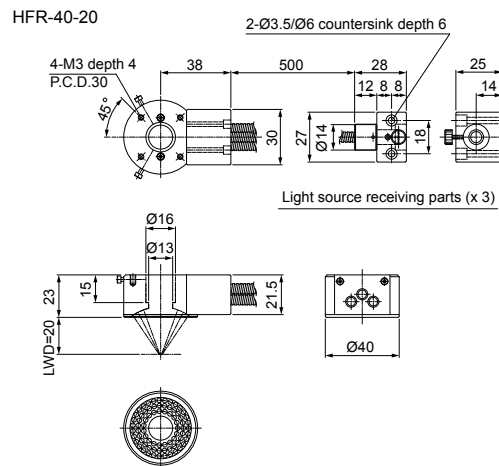 HFR-40-20
2-Ø3.5/Ø6 countersink depth 6
4-M3 depth 4
P.C.D.30
38
500
28
25
12
8
8
14
45°
30
27
Ø14
18
Light source receiving parts (x 3)
Ø16
Ø13
15
23
21.5
LWD=20
Ø40